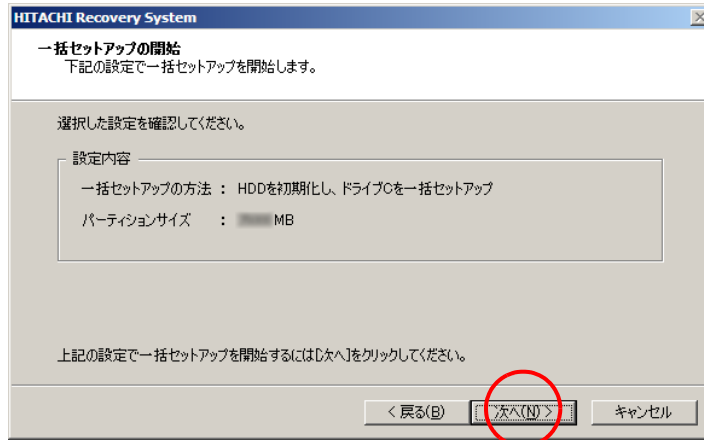 HITACHI Recovery System
一括セットアップの開始
下記の設定で一括セットアップを開始します。
選択した設定を確認してください。
設定内容
一括セットアップの方法 : HDDを初期化し、ドライブCを一括セットアップ
パーティションサイズ : MB
上記の設定で一括セットアップを開始するには[次へ]をクリックしてください。
< 戻る(B) 次へ(N) > キャンセル